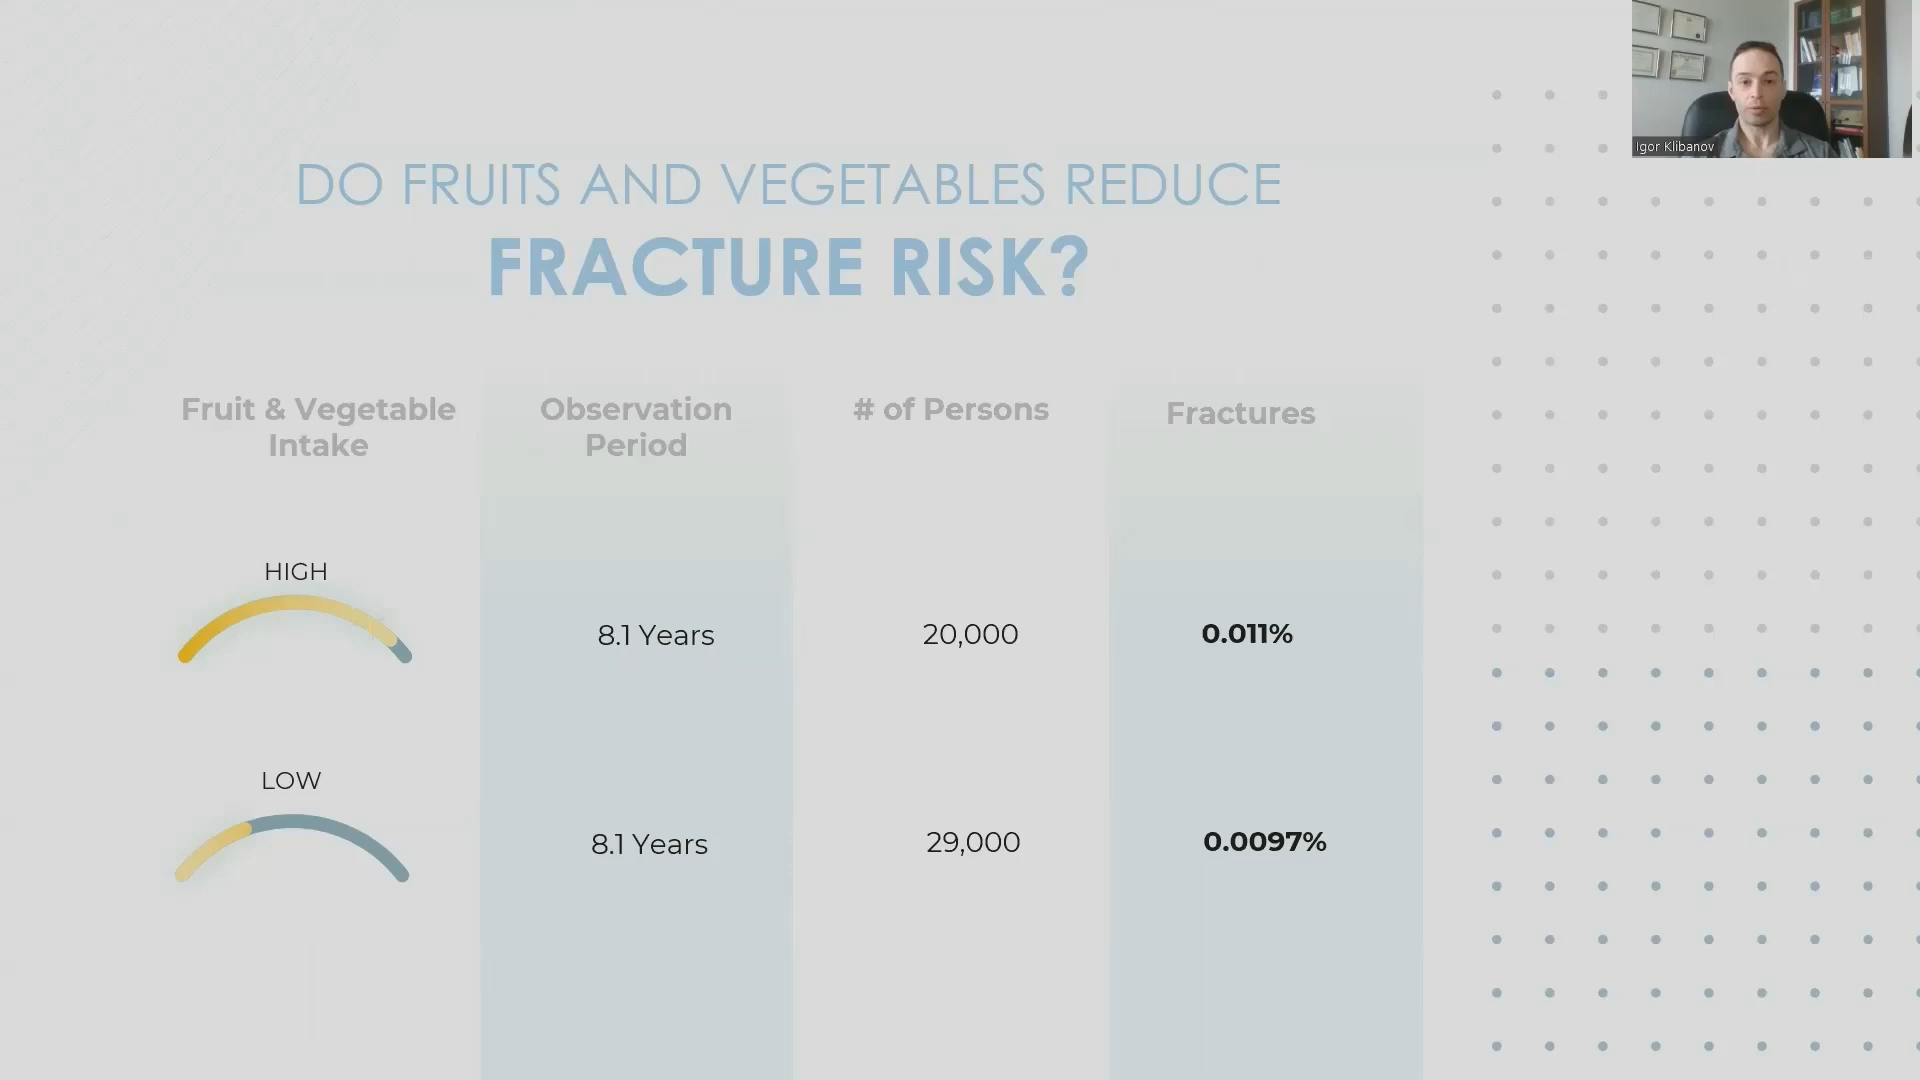 Igor Klibanov
DO FRUITS AND VEGETABLES REDUCE
FRACTURE RISK?
Fruit & Vegetable
Intake
Observation
Period
# of Persons
Fractures
HIGH
8.1 Years
20,000
0.011%
LOW
8.1 Years
29,000
0.0097%